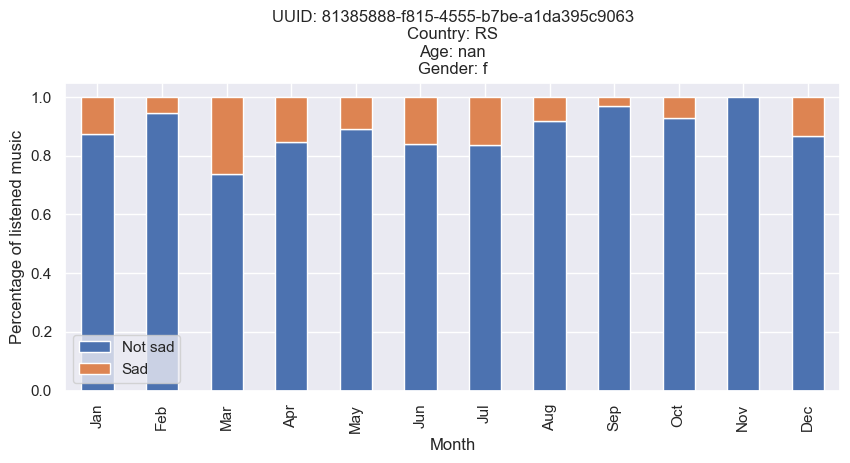 UUID: 81385888-f815-4555-b7be-a1da395c9063
Country: RS
Age: nan
Gender: f
Percentage of listened music
1.0
0.8
0.6
0.4
0.2
0.0
Not sad
Sad
Jan
Feb
Mar
Apr
May
Jun
Jul
Aug
Sep
Oct
Nov
Dec
Month